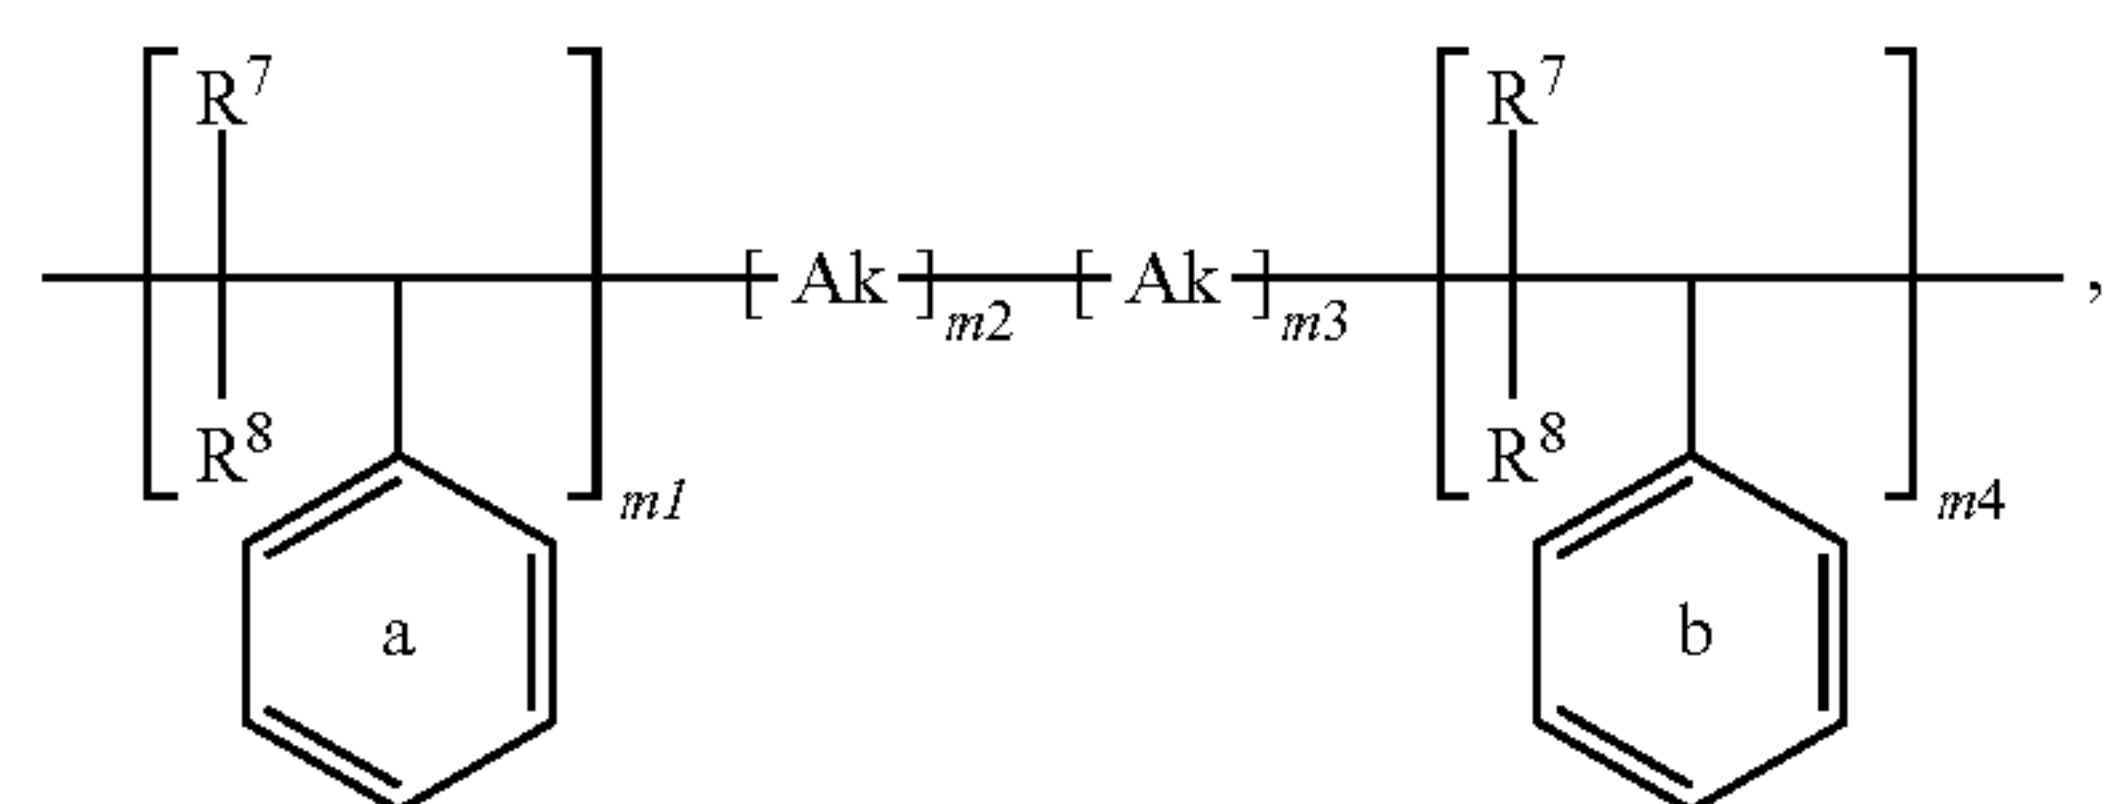 R⁷ R⁷
[ Ak ]m2 [ Ak ]m3 ,
R⁸ R⁸
m1 m4
a b